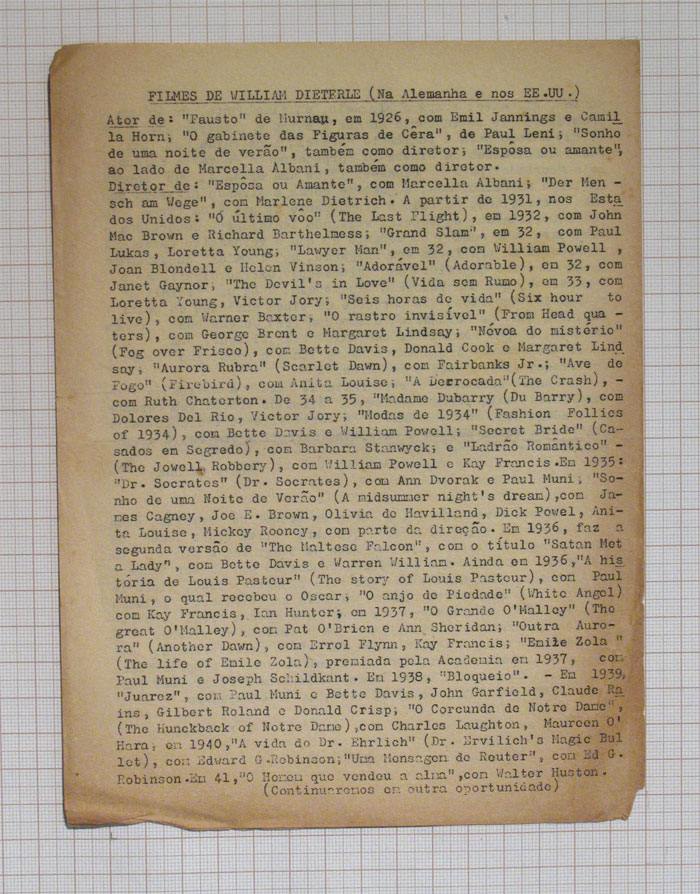 FILMES DE WILLIAM DIETERLE (Na Alemanha e nos EE.UU.)
Ator de: "Fausto" de Murnau, em 1926, com Emil Jannings e Camil
la Horn; "O gabinete das Figuras de Cêra", de Paul Leni; "Sonho
de uma noite de verão", também como diretor; "Espôsa ou amante",
ao lado de Marcella Albani, também como diretor.
Diretor de: "Espôsa ou Amante", com Marcella Albani; "Der Men -
sch am Wege", com Marlene Dietrich. A partir de 1931, nos Esta
dos Unidos: "O último vôo" (The Last Flight), em 1932, com John
Mac Brown e Richard Barthelmess; "Grand Slam", em 32, com Paul
Lukas, Loretta Young; "Lawyer Man", em 32, com William Powell ,
Joan Blondell e Helen Vinson; "Adorável" (Adorable), em 32, com
Janet Gaynor; "The Devil's in Love" (Vida sem Rumo), em 33, com
Loretta Young, Victor Jory; "Seis horas de vida" (Six hour to
live), com Warner Baxter; "O rastro invisível" (From Head qua -
ters), com George Brent e Margaret Lindsay; "Névoa do mistério"
(Fog over Frisco), com Bette Davis, Donald Cook e Margaret Lind
say; "Aurora Rubra" (Scarlet Dawn), com Fairbanks Jr.; "Ave de
Fogo" (Firebird), com Anita Louise; "A Derrocada"(The Crash), -
com Ruth Chaterton. De 34 a 35, "Madame Dubarry (Du Barry), com
Dolores Del Rio, Victor Jory; "Modas de 1934" (Fashion Follies
of 1934), com Bette Davis e William Powell; "Secret Bride" (Ca-
sados em Segredo), com Barbara Stanwyck; e "Ladrão Romântico" -
(The Jowell Robbery), com William Powell e Kay Francis.Em 1935:
"Dr. Socrates" (Dr. Socrates), com Ann Dvorak e Paul Muni; "So-
nho de uma Noite de Verão" (A midsummer night's dream),com Ja-
mes Cagney, Joe E. Brown, Olivia de Havilland, Dick Powel, Ani-
ta Louise, Mickey Rooney, com parte da direção. Em 1936, faz a
segunda versão de "The Maltese Falcon", com o título "Satan Met
a Lady", com Bette Davis e Warren William. Ainda em 1936,"A his
tória de Louis Pasteur" (The story of Louis Pasteur), com Paul
Muni, o qual recebeu o Oscar; "O anjo de Piedade" (White Angel)
com Kay Francis, Ian Hunter; em 1937, "O Grande O'Malley" (The
great O'Malley), com Pat O'Brien e Ann Sheridan; "Outra Auro-
ra" (Another Dawn), com Errol Flynn, Kay Francis; "Emile Zola "
(The life of Emile Zola), premiada pela Academia em 1937, com
Paul Muni e Joseph Schildkant. Em 1938, "Bloqueio". - Em 1939,
"Juarez", com Paul Muni e Bette Davis, John Garfield, Claude Ra
ins, Gilbert Roland e Donald Crisp; "O Corcunda de Notre Dame",
(The Hunckback of Notre Dame),com Charles Laughton, Maureen O'
Hara; em 1940,"A vida do Dr. Ehrlich" (Dr. Ervilich's Magic Bul
let), com Edward G.Robinson;"Uma Mensagem de Reuter", com Ed G.
Robinson.Em 41,"O Homem que vendeu a alma",com Walter Huston.
(Continuaremos em outra oportunidade)